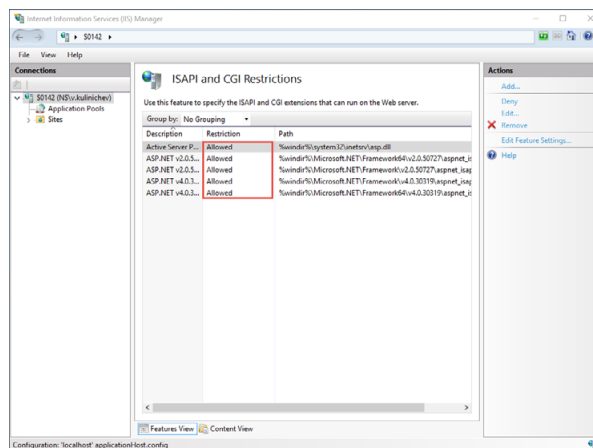 Internet Information Services (IIS) Manager
S0142
File View Help
Connections
S0142 (NS\v.kulinichev)
Application Pools
Sites
ISAPI and CGI Restrictions
Use this feature to specify the ISAPI and CGI extensions that can run on the Web server.
Group by: No Grouping
Description Restriction Path
Active Server P... Allowed %windir%\system32\inetsrv\asp.dll
ASP.NET v2.0.5... Allowed %windir%\Microsoft.NET\Framework64\v2.0.50727\aspnet_is
ASP.NET v2.0.5... Allowed %windir%\Microsoft.NET\Framework\v2.0.50727\aspnet_isap
ASP.NET v4.0.3... Allowed %windir%\Microsoft.NET\Framework\v4.0.30319\aspnet_isap
ASP.NET v4.0.3... Allowed %windir%\Microsoft.NET\Framework64\v4.0.30319\aspnet_is
Features View Content View
Actions
Add...
Deny
Edit...
Remove
Edit Feature Settings...
Help
Configuration: 'localhost' applicationHost.config